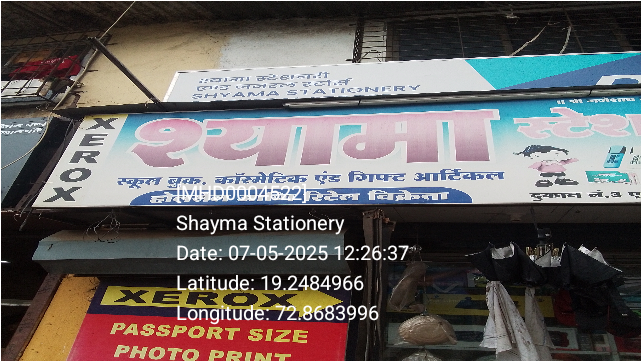 श्यामा स्टेशनरी
SHYAMA STATIONERY
XEROX
श्यामा
स्टेश
स्कूल बुक, कॉस्मेटिक एंड गिफ्ट आर्टिकल
रिटेल विक्रेता
दुकान नं.3
[MHD0004522]
Shayma Stationery
Date: 07-05-2025 12:26:37
Latitude: 19.2484966
Longitude: 72.8683996
XEROX
PASSPORT SIZE
PHOTO PRINT